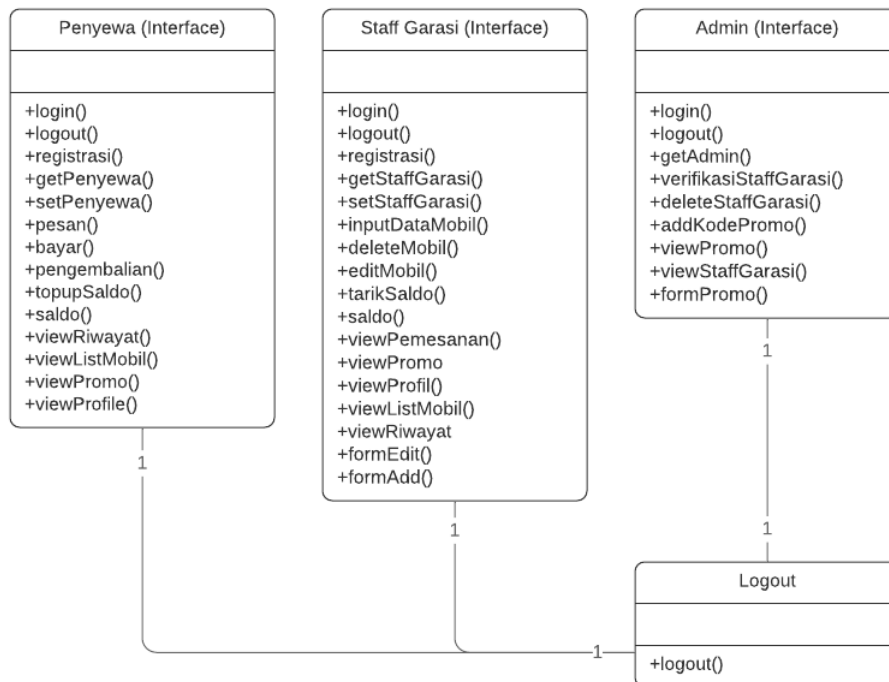 Penyewa (Interface)
+login()
+logout()
+registrasi()
+getPenyewa()
+setPenyewa()
+pesan()
+bayar()
+pengembalian()
+topupSaldo()
+saldo()
+viewRiwayat()
+viewListMobil()
+viewPromo()
+viewProfile()
1
Staff Garasi (Interface)
+login()
+logout()
+registrasi()
+getStaffGarasi()
+setStaffGarasi()
+inputDataMobil()
+deleteMobil()
+editMobil()
+tarikSaldo()
+saldo()
+viewPemesanan()
+viewPromo
+viewProfil()
+viewListMobil()
+viewRiwayat
+formEdit()
+formAdd()
1
Admin (Interface)
+login()
+logout()
+getAdmin()
+verifikasiStaffGarasi()
+deleteStaffGarasi()
+addKodePromo()
+viewPromo()
+viewStaffGarasi()
+formPromo()
1
1
Logout
1
+logout()